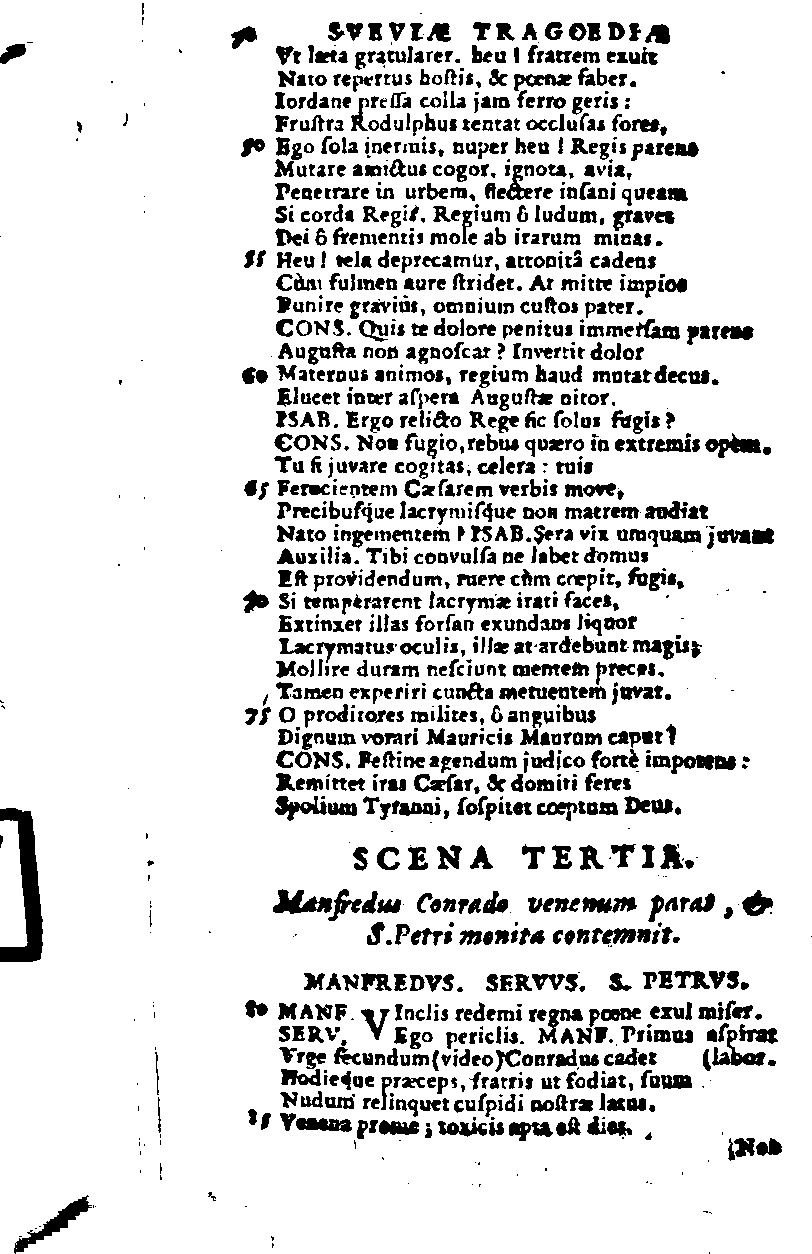 SVEVIÆ TRAGOEDIÆ
Vt læta gratularer. heu ! fratrem exuit
Nato repertus hoſtis, & pœnæ faber.
Iordane preſſa colla jam ferro geris :
Fruſtra Rodulphus tentat occluſas fores,
50 Ego ſola inermis, nuper heu ! Regis parens
Mutare amictus cogor, ignota, avia,
Penetrare in urbem, flectere inſani queam
Si corda Regis. Regium ô ludum, graves
Dei ô frementis mole ab irarum minas.
55 Heu ! tela deprecamur, attonitâ cadens
Cùm fulmen aure ſtridet. At mitte impios
Punire graviùs, omnium cuſtos pater.
CONS. Quis te dolore penitus immerſam parens
Auguſta non agnoſcat ? Invertit dolor
60 Maternus animos, regium haud mutat decus.
Elucet inter aſpera Auguſtæ nitor.
ISAB. Ergo relicto Rege ſic ſolus fugis ?
CONS. Non fugio, rebus quæro in extremis opem.
Tu ſi juvare cogitas, celera : tuis
65 Ferocientem Cæſarem verbis move,
Precibuſque lacrymiſque non matrem audiat
Nato ingementem ? ISAB. Sera vix umquam juvant
Auxilia. Tibi convulſa ne labet domus
Eſt providendum, ruere cùm cœpit, fugis,
70 Si temperarent lacrymæ irati faces,
Extinxet illas forſan exundans liquor
Lacrymatus oculis, illæ at ardebunt magis;
Mollire duram neſciunt mentem preces.
Tamen experiri cuncta metuentem juvat.
75 O proditores milites, ô anguibus
Dignum vorari Mauricis Maurum caput !
CONS. Feſtine agendum judico fortè impotens :
Remittet iras Cæſar, & domiti feres
Spolium Tyranni, ſoſpitet cœptum Deus.
SCENA TERTIA.
Manfredus Conrado venenum parat, &
S. Petri monita contemnit.
MANFREDVS. SERVVS. S. PETRVS.
80 MANF. VInclis redemi regna pœne exul miſer.
SERV. Ego periclis. MANF. Primus aſpirat
Vrge fecundum (video) Conradus cadet (labor.
Hodieque præceps, fratris ut fodiat, ſuum
Nudum relinquet cuſpidi noſtræ latus.
85 Venena prome ; toxicis apta eſt dies.